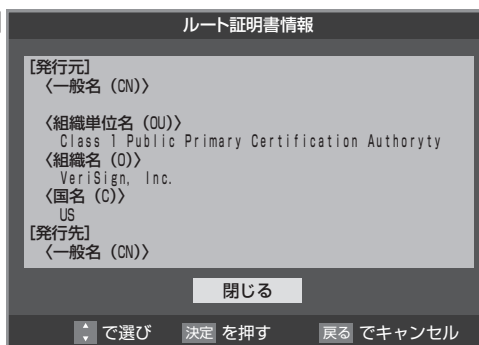 ルート証明書情報
[発行元]
〈一般名（CN）〉
〈組織単位名（OU）〉
Class 1 Public Primary Certification Authoryty
〈組織名（O）〉
VeriSign, Inc.
〈国名（C）〉
US
[発行先]
〈一般名（CN）〉
閉じる
で選び 決定 を押す 戻る でキャンセル